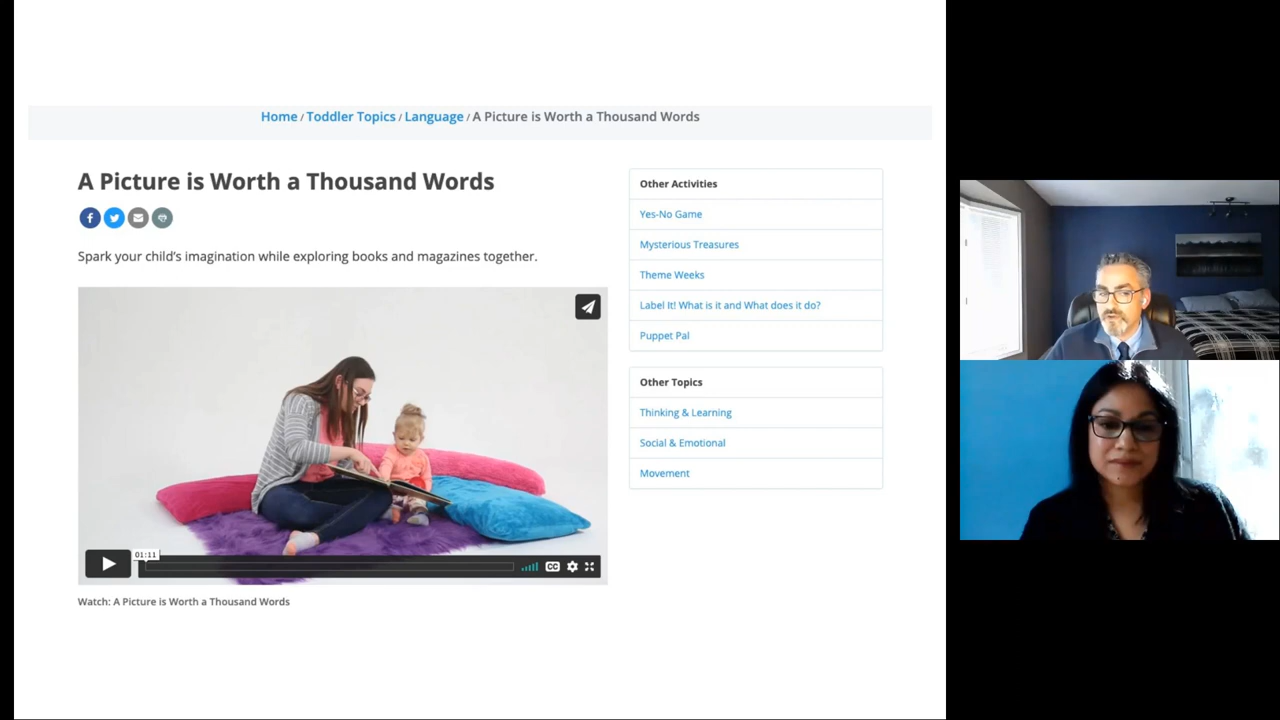 Home / Toddler Topics / Language / A Picture is Worth a Thousand Words
A Picture is Worth a Thousand Words
Spark your child's imagination while exploring books and magazines together.
01:11
CC
Watch: A Picture is Worth a Thousand Words
Other Activities
Yes-No Game
Mysterious Treasures
Theme Weeks
Label It! What is it and What does it do?
Puppet Pal
Other Topics
Thinking & Learning
Social & Emotional
Movement